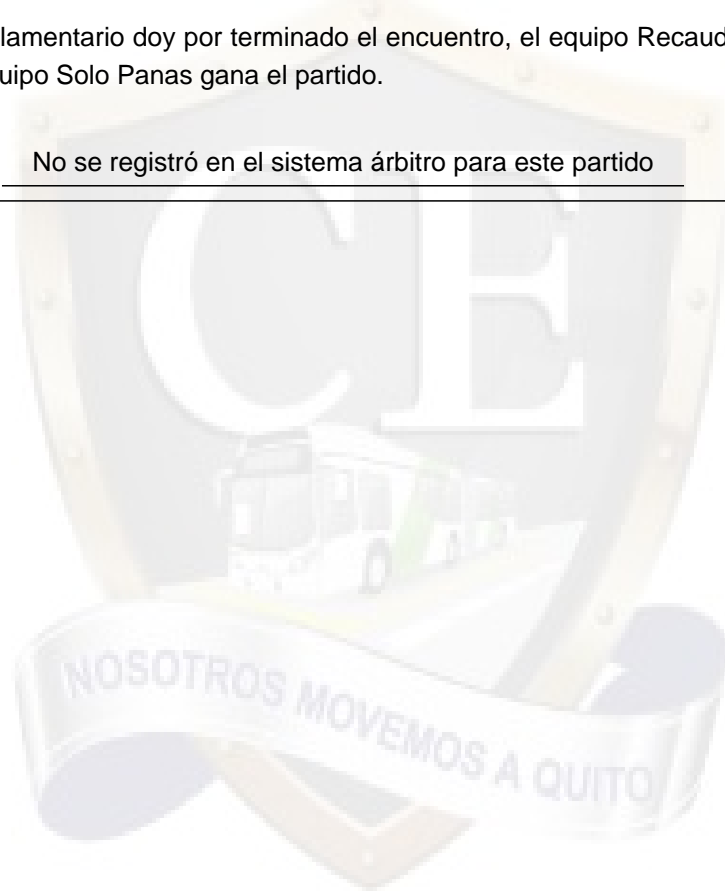 lamentario doy por terminado el encuentro, el equipo Recaud
uipo Solo Panas gana el partido.
No se registró en el sistema árbitro para este partido
CE
NOSOTROS MOVEMOS A QUITO